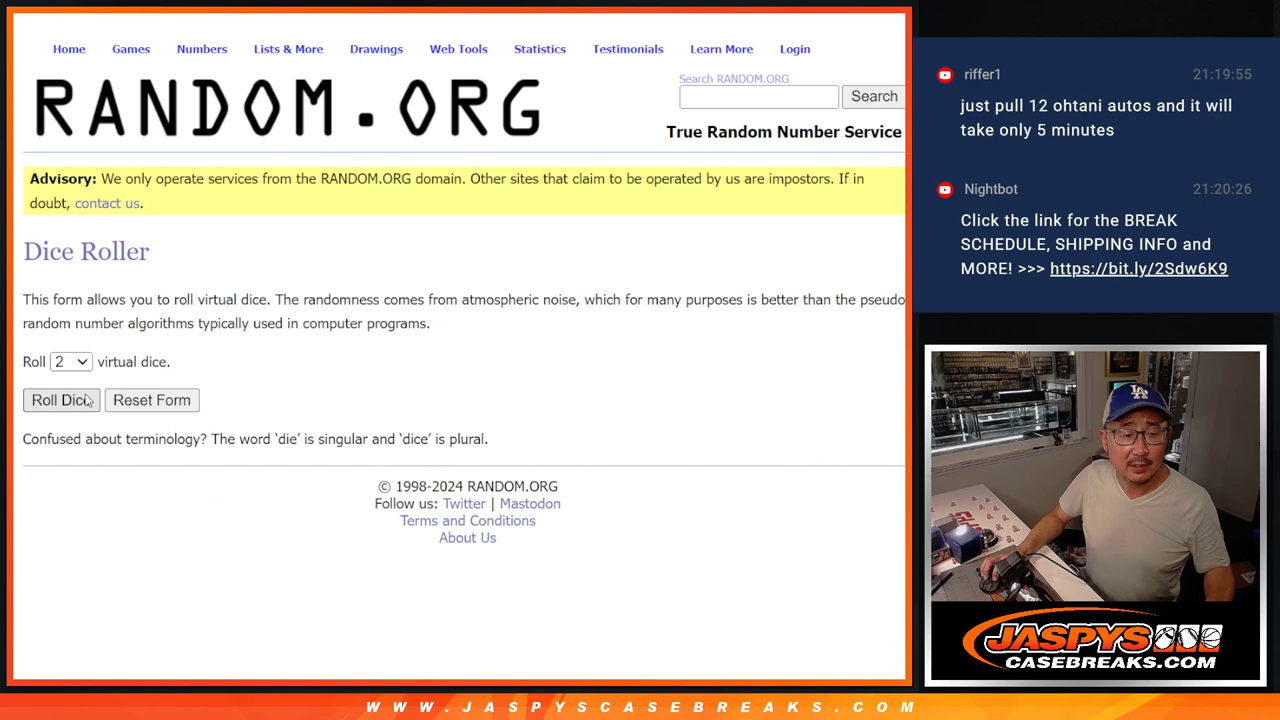 Home Games Numbers Lists & More Drawings Web Tools Statistics Testimonials Learn More Login
RANDOM.ORG
Search RANDOM.ORG
Search
True Random Number Service
Advisory: We only operate services from the RANDOM.ORG domain. Other sites that claim to be operated by us are impostors. If in
doubt, contact us.
Dice Roller
This form allows you to roll virtual dice. The randomness comes from atmospheric noise, which for many purposes is better than the pseudo
random number algorithms typically used in computer programs.
Roll 2 virtual dice.
Roll Dice Reset Form
Confused about terminology? The word ‘die’ is singular and ‘dice’ is plural.
© 1998-2024 RANDOM.ORG
Follow us: Twitter | Mastodon
Terms and Conditions
About Us
riffer1 21:19:55
just pull 12 ohtani autos and it will
take only 5 minutes
Nightbot 21:20:26
Click the link for the BREAK
SCHEDULE, SHIPPING INFO and
MORE! >>> https://bit.ly/2Sdw6K9
LA
JASPYS
CASEBREAKS.COM
WWW.JASPYSCASEBREAKS.COM